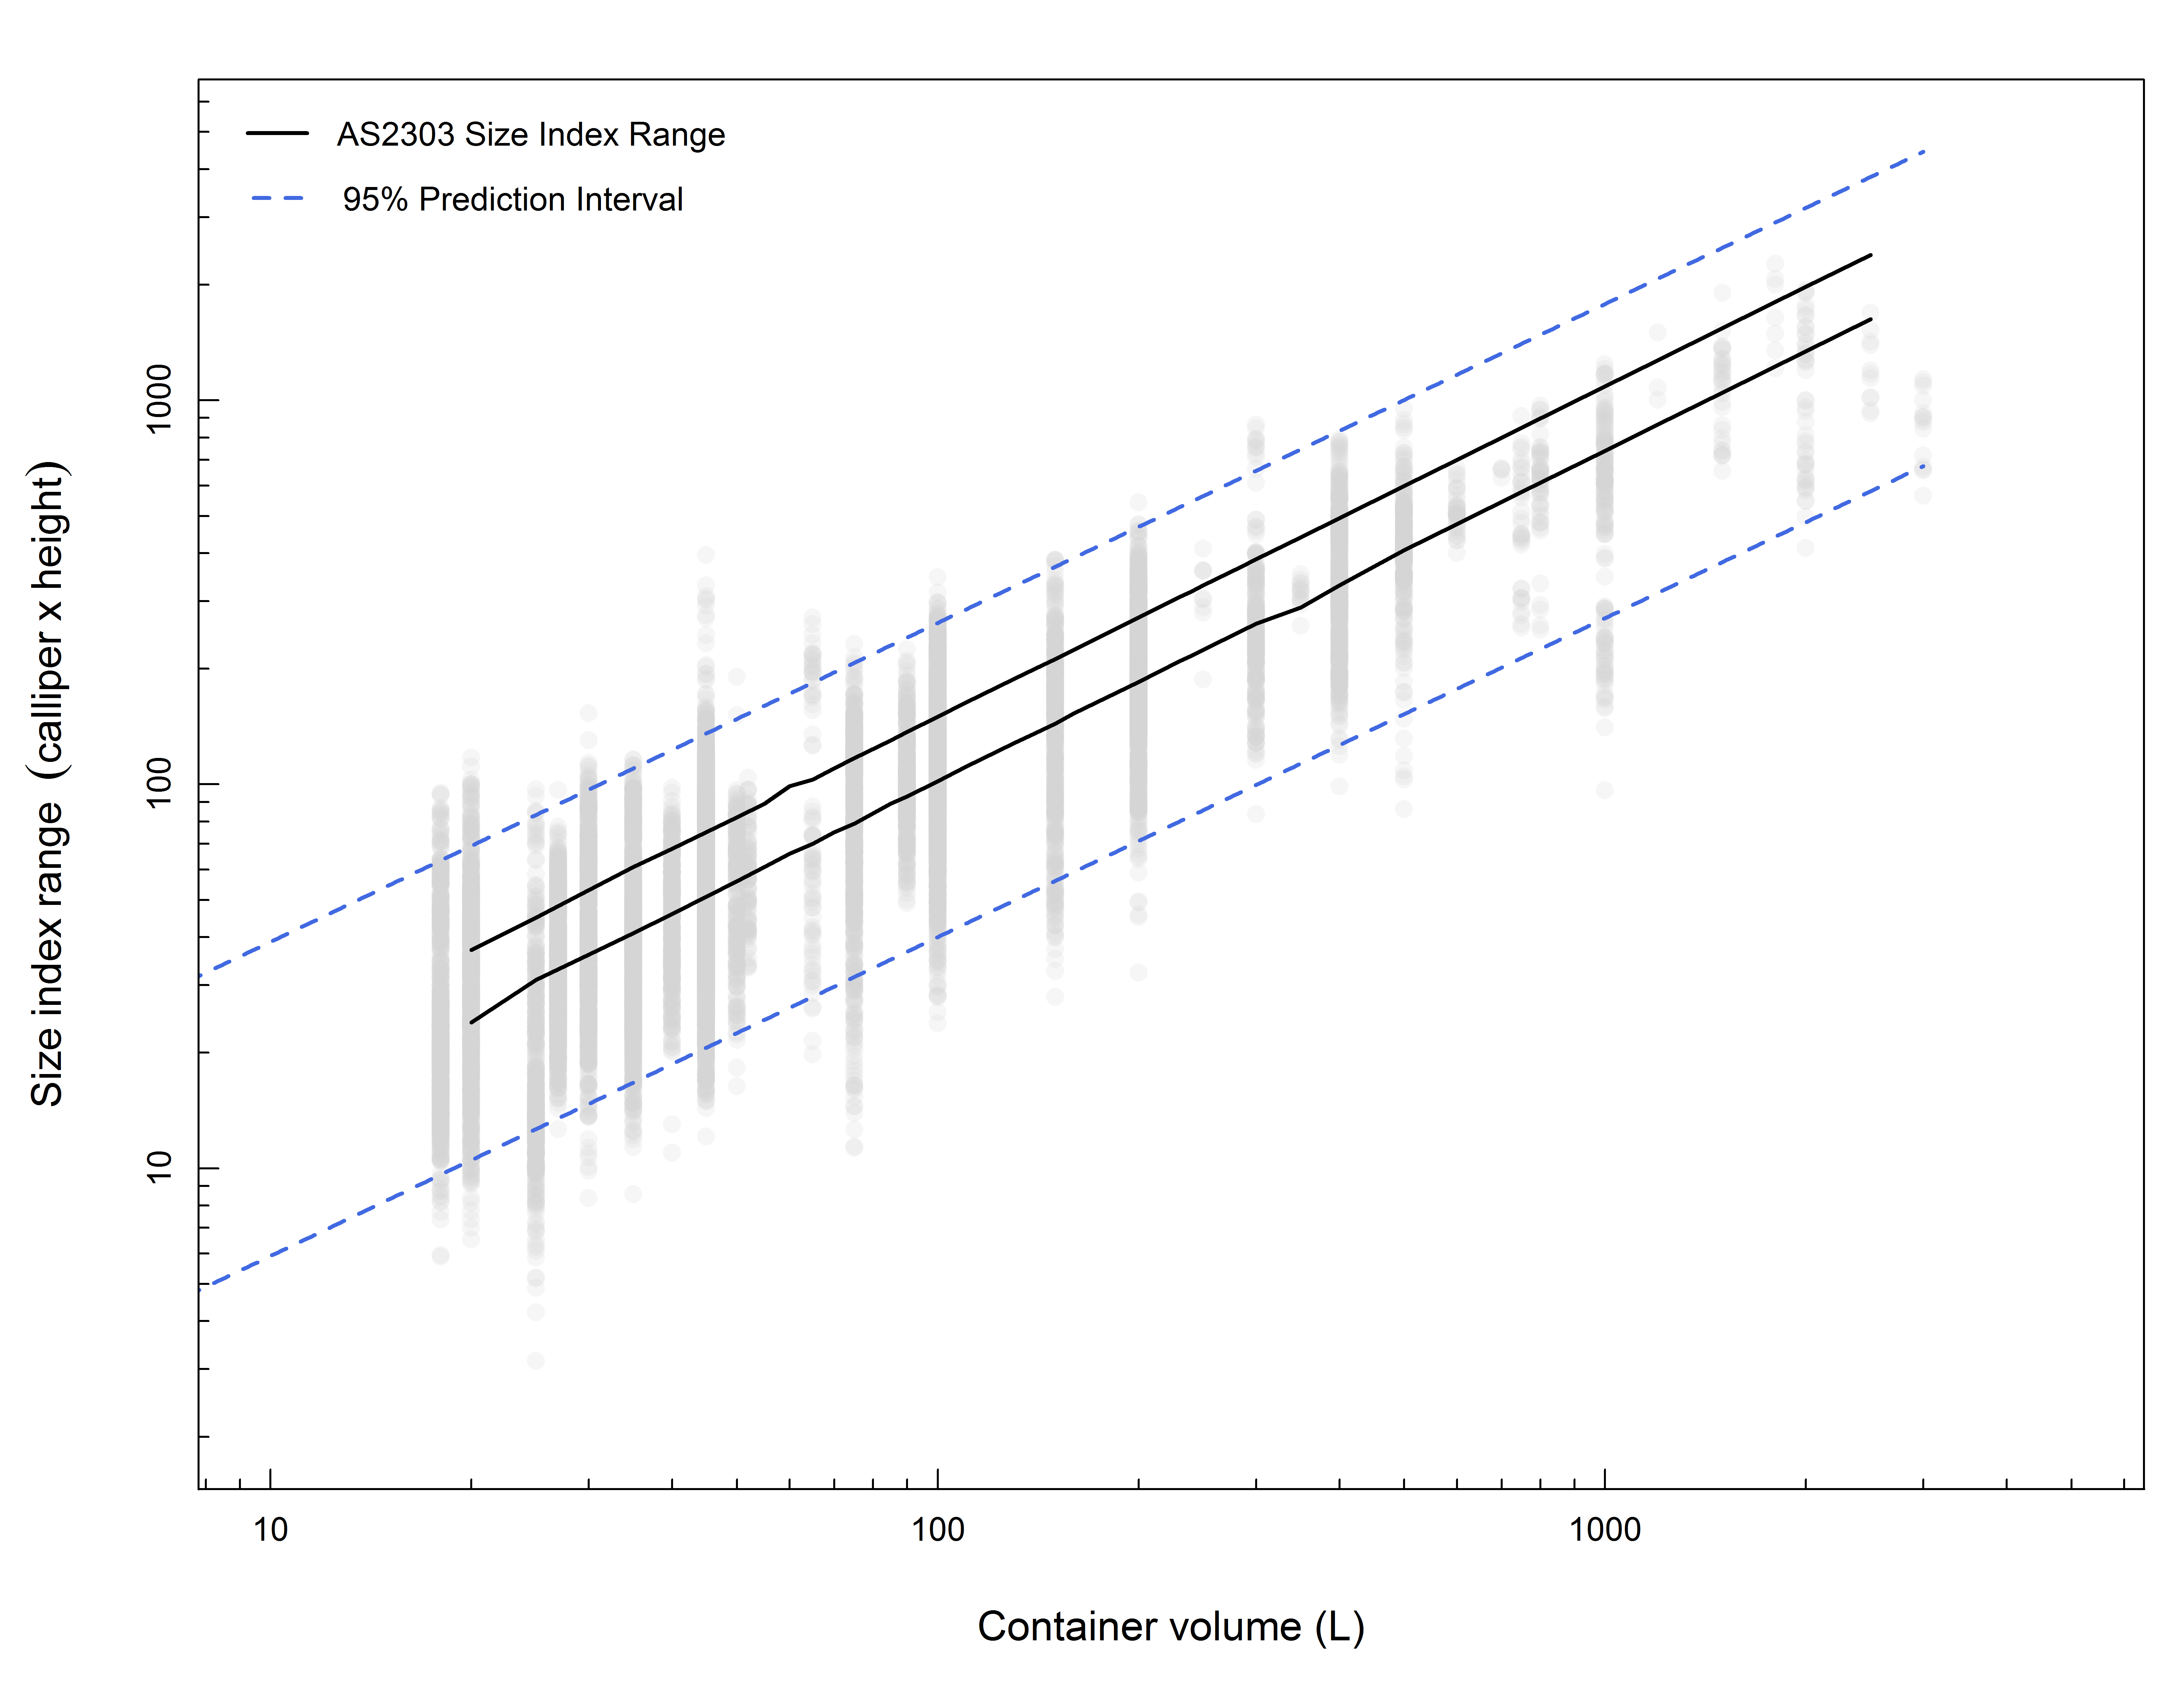 AS2303 Size Index Range
95% Prediction Interval
Size index range (calliper x height)
1000
100
10
10
100
1000
Container volume (L)